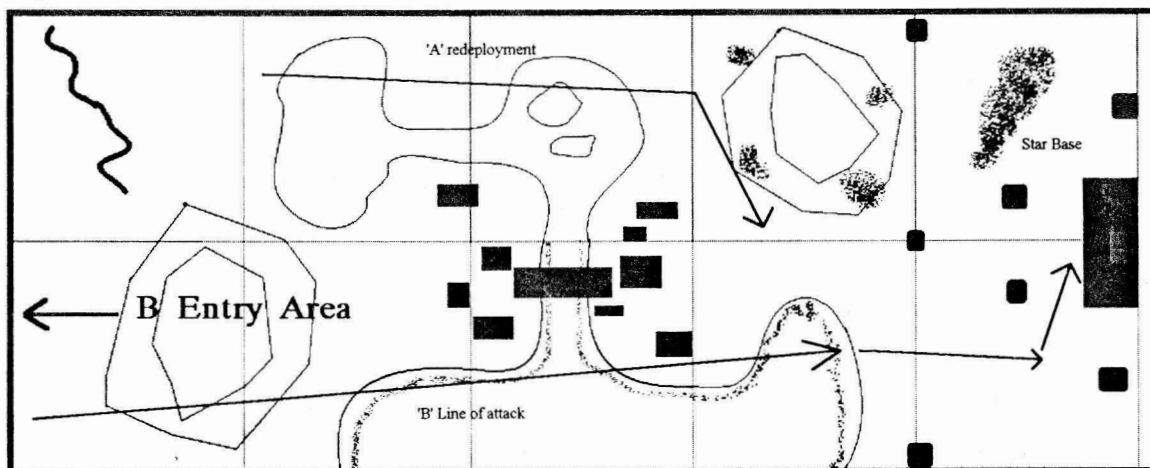 'A' redeployment
Star Base
B Entry Area
'B' Line of attack